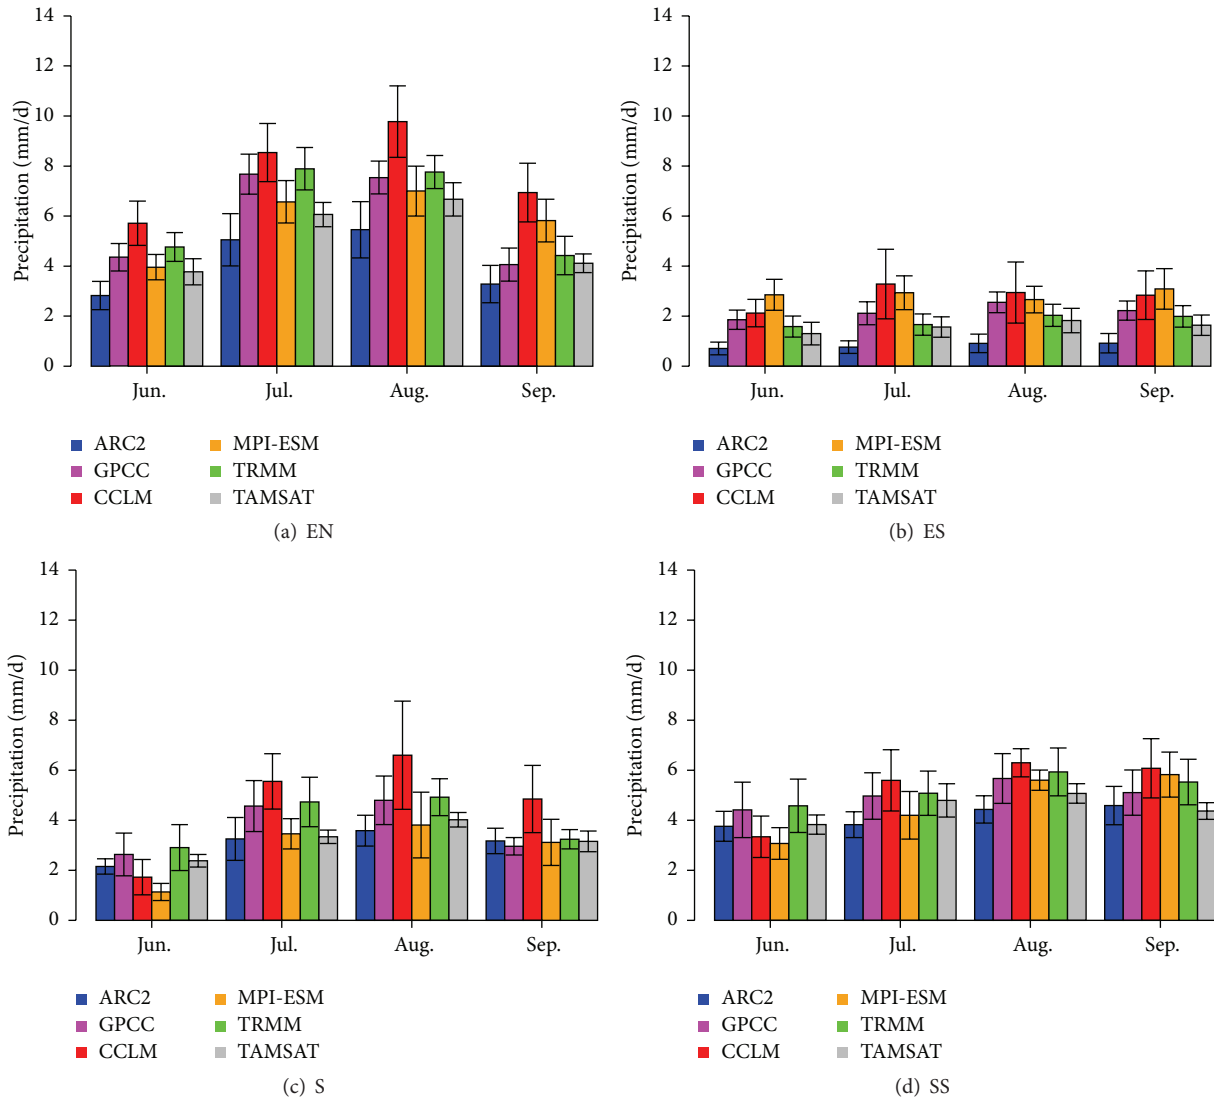 14
12
10
8
6
4
2
0
Precipitation (mm/d)
Jun. Jul. Aug. Sep.
ARC2 MPI-ESM
GPCC TRMM
CCLM TAMSAT
(a) EN
14
12
10
8
6
4
2
0
Precipitation (mm/d)
Jun. Jul. Aug. Sep.
ARC2 MPI-ESM
GPCC TRMM
CCLM TAMSAT
(b) ES
14
12
10
8
6
4
2
0
Precipitation (mm/d)
Jun. Jul. Aug. Sep.
ARC2 MPI-ESM
GPCC TRMM
CCLM TAMSAT
(c) S
14
12
10
8
6
4
2
0
Precipitation (mm/d)
Jun. Jul. Aug. Sep.
ARC2 MPI-ESM
GPCC TRMM
CCLM TAMSAT
(d) SS